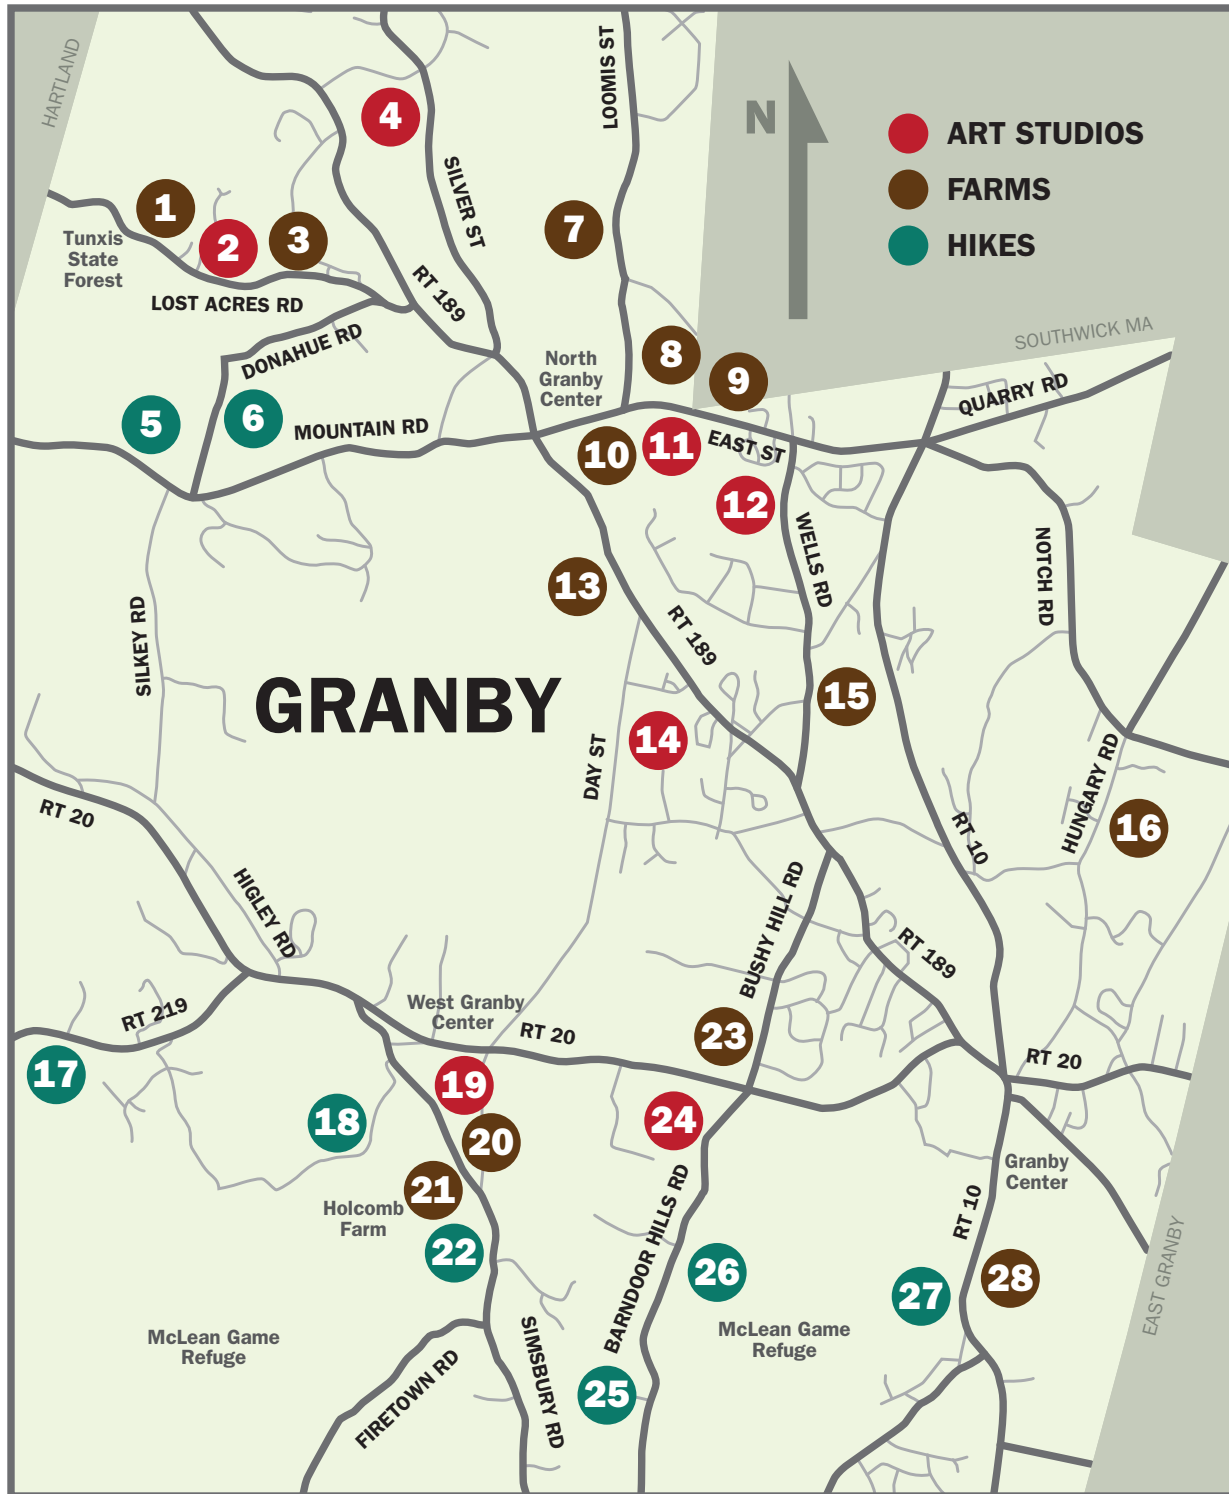 HARTLAND
LOOMIS ST
N
ART STUDIOS
FARMS
HIKES
4
SILVER ST
1
2
3
7
Tunxis
State
Forest
LOST ACRES RD
RT 189
DONAHUE RD
SOUTHWICK MA
North
Granby
Center
8
9
QUARRY RD
5
6
MOUNTAIN RD
10
11
EAST ST
12
WELLS RD
NOTCH RD
13
SILKEY RD
RT 189
GRANBY
15
14
DAY ST
HUNGARY RD
RT 20
RT 10
16
HIGLEY RD
BUSHY HILL RD
RT 189
RT 219
West Granby
Center
RT 20
23
RT 20
17
19
18
24
20
Granby
Center
21
Holcomb
Farm
BARNDOOR HILLS RD
RT 10
22
26
27
28
EAST GRANBY
McLean Game
Refuge
McLean Game
Refuge
SIMSBURY RD
FIRETOWN RD
25